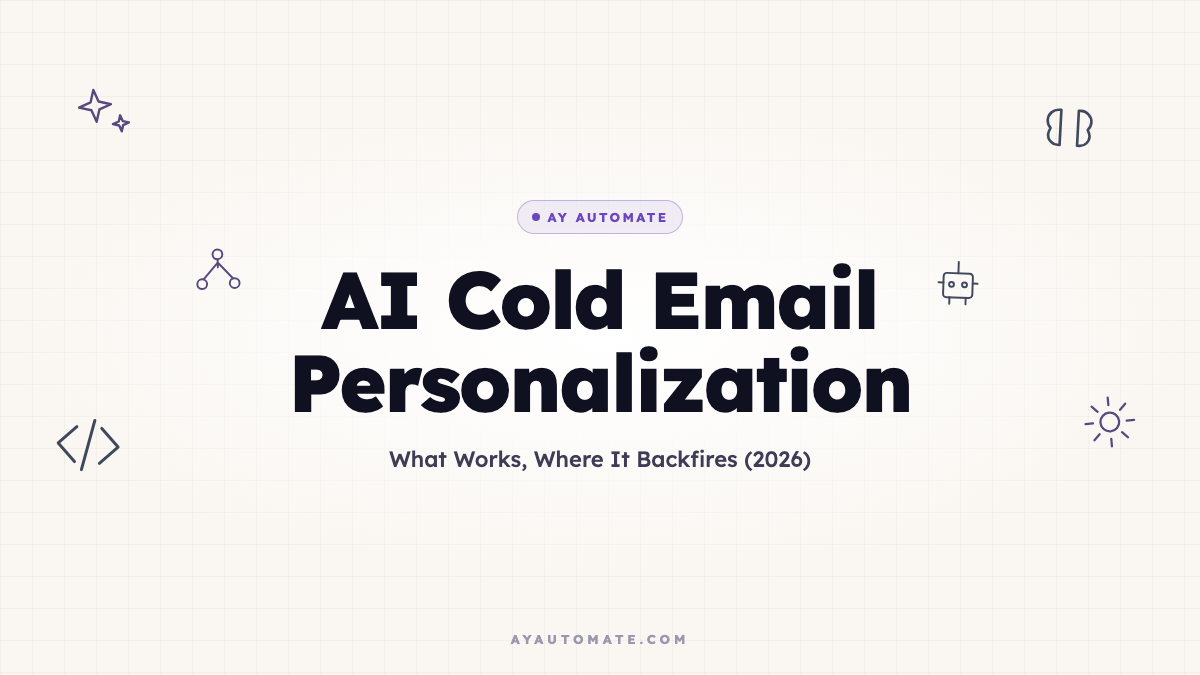 AY AUTOMATE
AI Cold Email
Personalization
What Works, Where It Backfires (2026)
AYAUTOMATE.COM